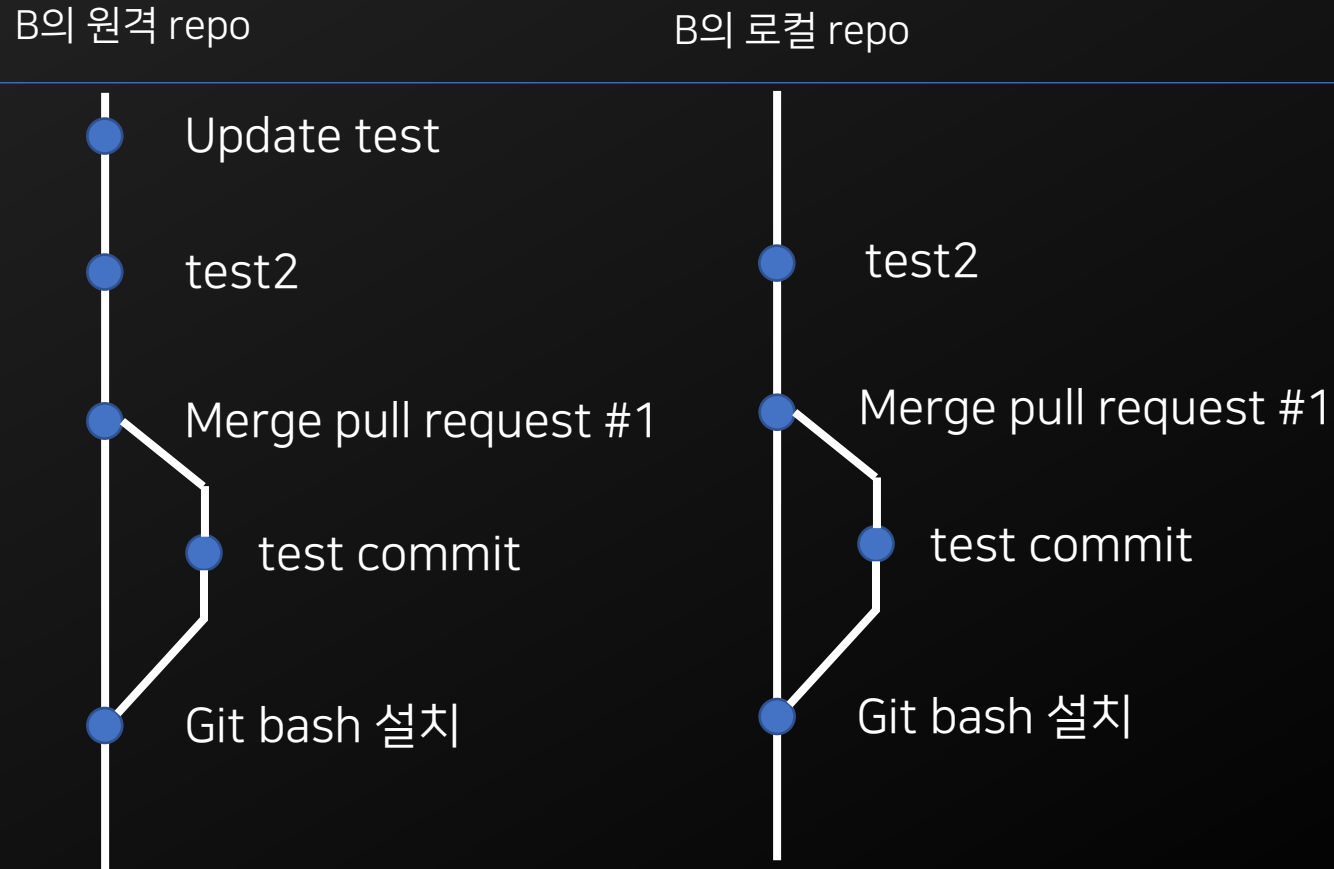 B의 원격 repo
B의 로컬 repo
Update test
test2
Merge pull request #1
test commit
Git bash 설치
test2
Merge pull request #1
test commit
Git bash 설치